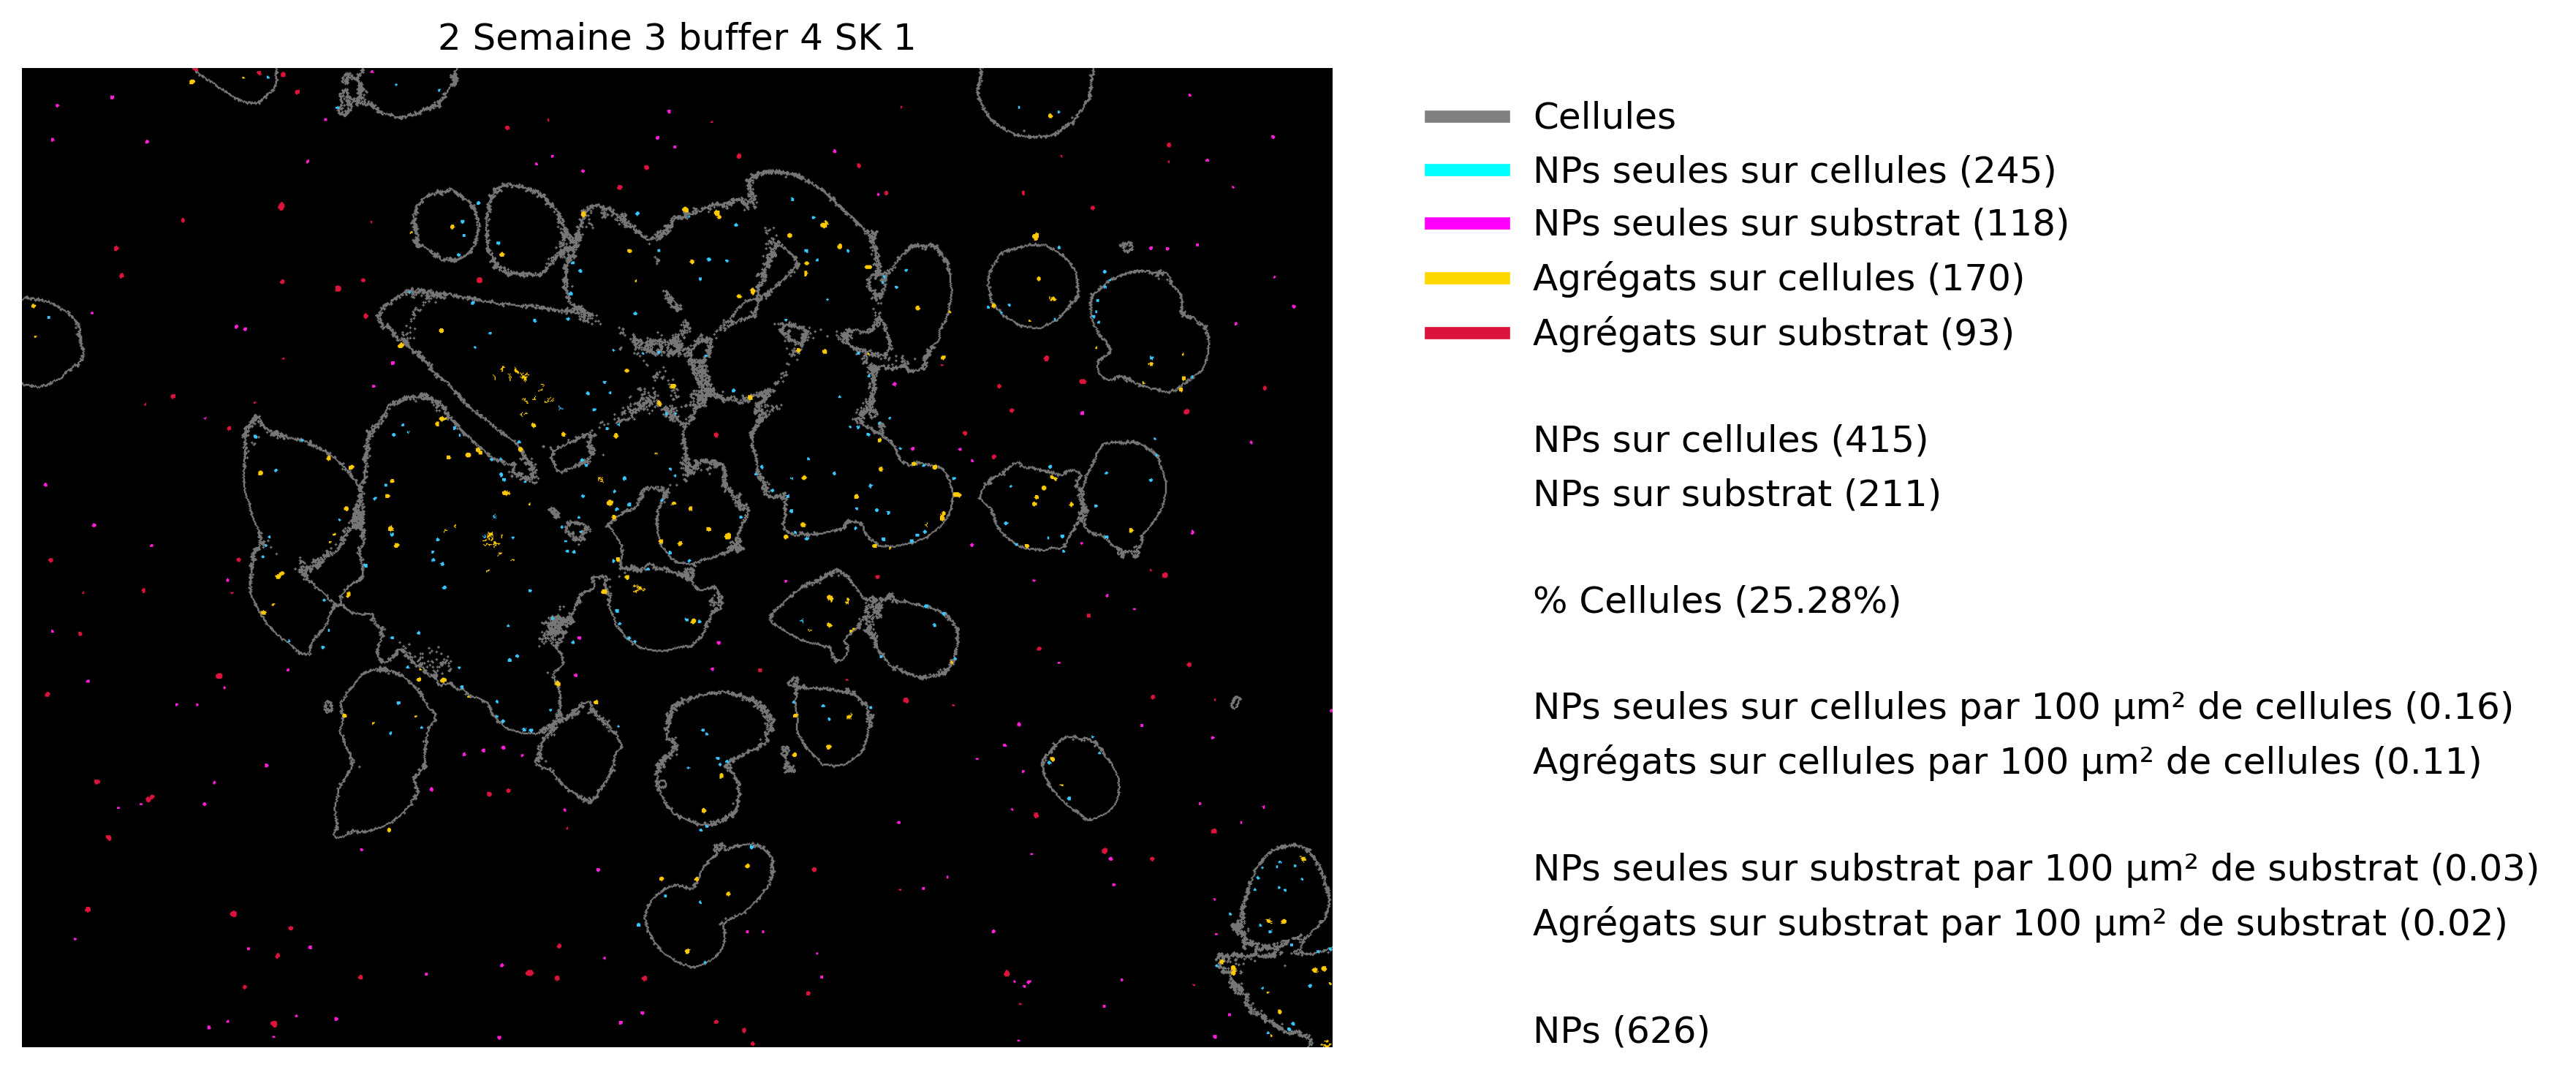 2 Semaine 3 buffer 4 SK 1
Cellules
NPs seules sur cellules (245)
NPs seules sur substrat (118)
Agrégats sur cellules (170)
Agrégats sur substrat (93)
NPs sur cellules (415)
NPs sur substrat (211)
% Cellules (25.28%)
NPs seules sur cellules par 100 µm² de cellules (0.16)
Agrégats sur cellules par 100 µm² de cellules (0.11)
NPs seules sur substrat par 100 µm² de substrat (0.03)
Agrégats sur substrat par 100 µm² de substrat (0.02)
NPs (626)